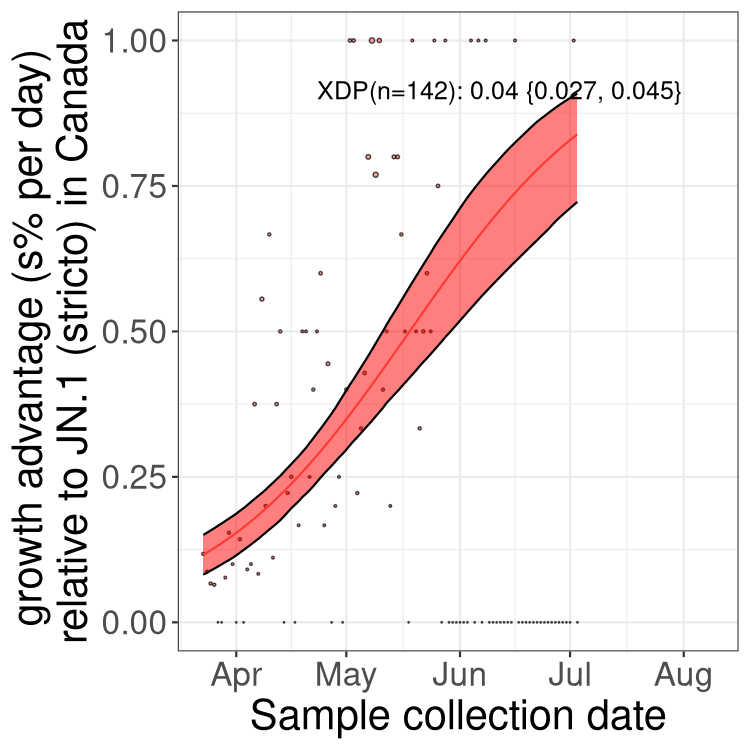 growth advantage (s% per day)
relative to JN.1 (stricto) in Canada
1.00
0.75
0.50
0.25
0.00
XDP(n=142): 0.04 {0.027, 0.045}
Apr May Jun Jul Aug
Sample collection date